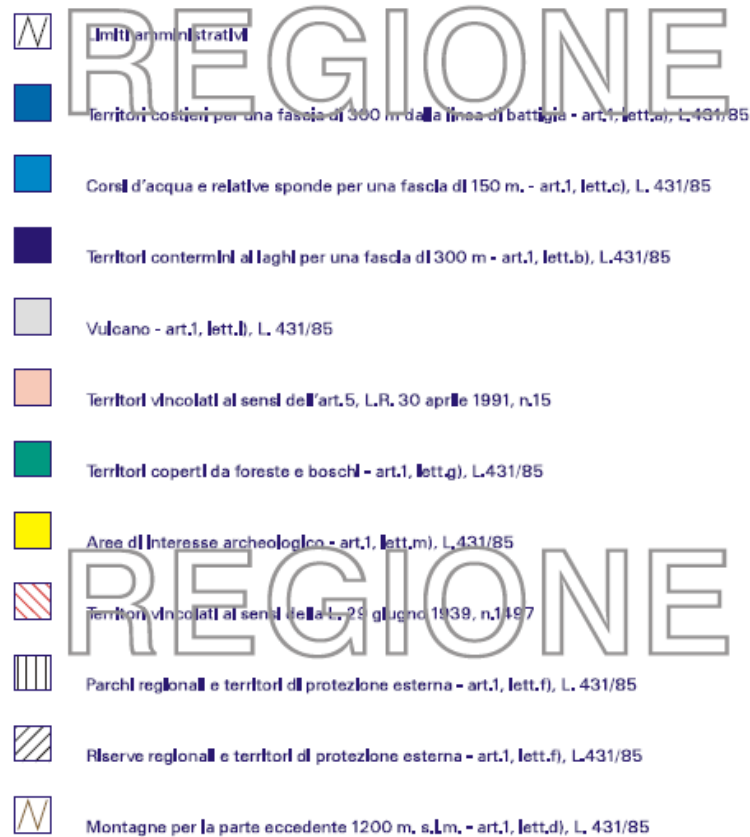 REGIONE
Limiti amministrativi
Territori costieri per una fascia di 300 m dalla linea di battigia - art.1, lett.a), L.431/85
Corsi d'acqua e relative sponde per una fascia di 150 m. - art.1, lett.c), L. 431/85
Territori contermini ai laghi per una fascia di 300 m - art.1, lett.b), L.431/85
Vulcano - art.1, lett.l), L. 431/85
Territori vincolati ai sensi dell'art.5, L.R. 30 aprile 1991, n.15
Territori coperti da foreste e boschi - art.1, lett.g), L.431/85
Aree di interesse archeologico - art.1, lett.m), L.431/85
REGIONE
Territori vincolati ai sensi della L. 29 giugno 1939, n.1497
Parchi regionali e territori di protezione esterna - art.1, lett.f), L. 431/85
Riserve regionali e territori di protezione esterna - art.1, lett.f), L.431/85
Montagne per la parte eccedente 1200 m. s.l.m. - art.1, lett.d), L. 431/85